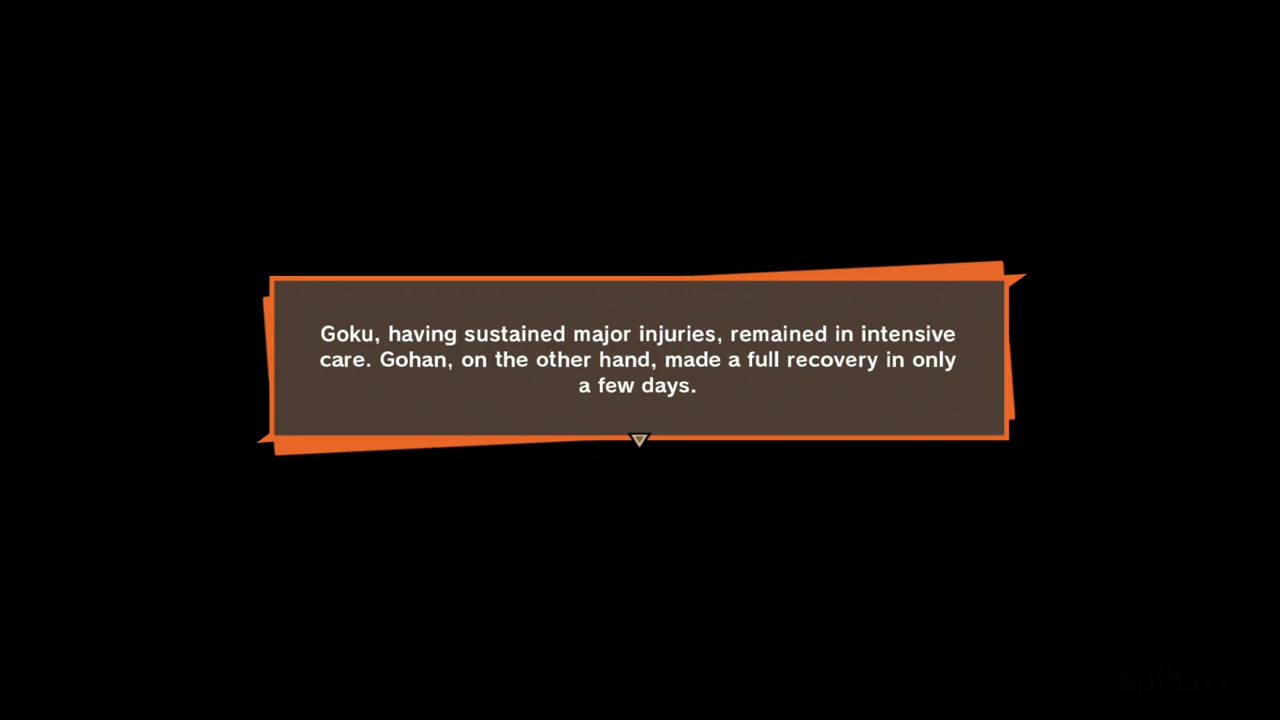 Goku, having sustained major injuries, remained in intensive
care. Gohan, on the other hand, made a full recovery in only
a few days.